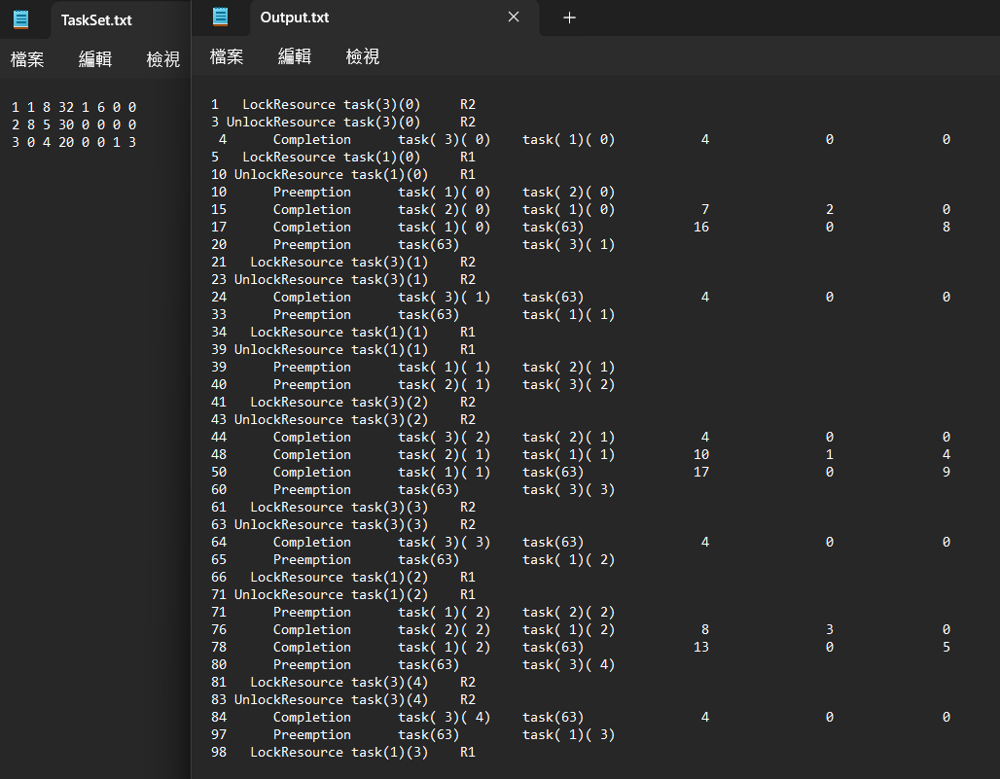 TaskSet.txt
檔案 編輯 檢視
1 1 8 32 1 6 0 0
2 8 5 30 0 0 0 0
3 0 4 20 0 0 1 3
Output.txt
檔案 編輯 檢視
1 LockResource task(3)(0) R2
3 UnlockResource task(3)(0) R2
4 Completion task( 3)( 0) task( 1)( 0) 4 0 0
5 LockResource task(1)(0) R1
10 UnlockResource task(1)(0) R1
10 Preemption task( 1)( 0) task( 2)( 0)
15 Completion task( 2)( 0) task( 1)( 0) 7 2 0
17 Completion task( 1)( 0) task(63) 16 0 8
20 Preemption task(63) task( 3)( 1)
21 LockResource task(3)(1) R2
23 UnlockResource task(3)(1) R2
24 Completion task( 3)( 1) task(63) 4 0 0
33 Preemption task(63) task( 1)( 1)
34 LockResource task(1)(1) R1
39 UnlockResource task(1)(1) R1
39 Preemption task( 1)( 1) task( 2)( 1)
40 Preemption task( 2)( 1) task( 3)( 2)
41 LockResource task(3)(2) R2
43 UnlockResource task(3)(2) R2
44 Completion task( 3)( 2) task( 2)( 1) 4 0 0
48 Completion task( 2)( 1) task( 1)( 1) 10 1 4
50 Completion task( 1)( 1) task(63) 17 0 9
60 Preemption task(63) task( 3)( 3)
61 LockResource task(3)(3) R2
63 UnlockResource task(3)(3) R2
64 Completion task( 3)( 3) task(63) 4 0 0
65 Preemption task(63) task( 1)( 2)
66 LockResource task(1)(2) R1
71 UnlockResource task(1)(2) R1
71 Preemption task( 1)( 2) task( 2)( 2)
76 Completion task( 2)( 2) task( 1)( 2) 8 3 0
78 Completion task( 1)( 2) task(63) 13 0 5
80 Preemption task(63) task( 3)( 4)
81 LockResource task(3)(4) R2
83 UnlockResource task(3)(4) R2
84 Completion task( 3)( 4) task(63) 4 0 0
97 Preemption task(63) task( 1)( 3)
98 LockResource task(1)(3) R1